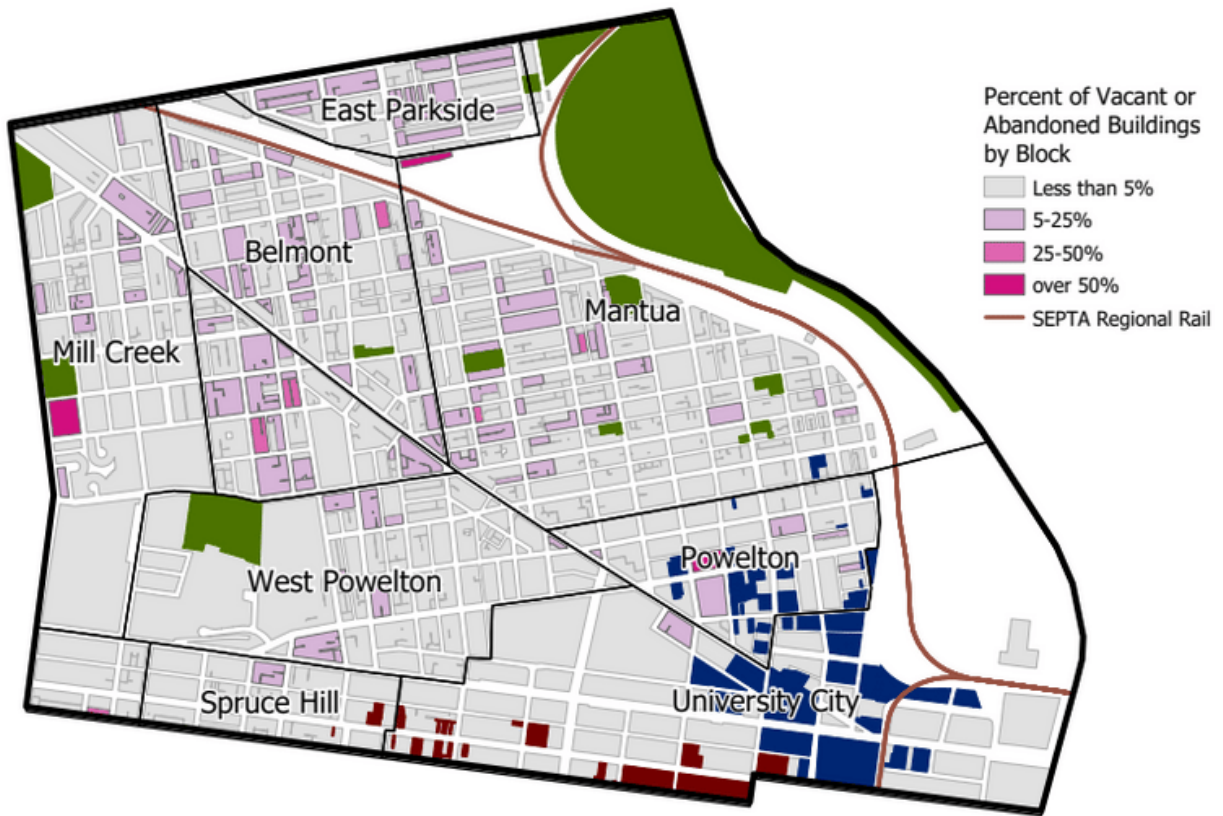 East Parkside
Belmont
Mantua
Mill Creek
Powelton
West Powelton
Spruce Hill
University City
Percent of Vacant or
Abandoned Buildings
by Block
Less than 5%
5-25%
25-50%
over 50%
SEPTA Regional Rail